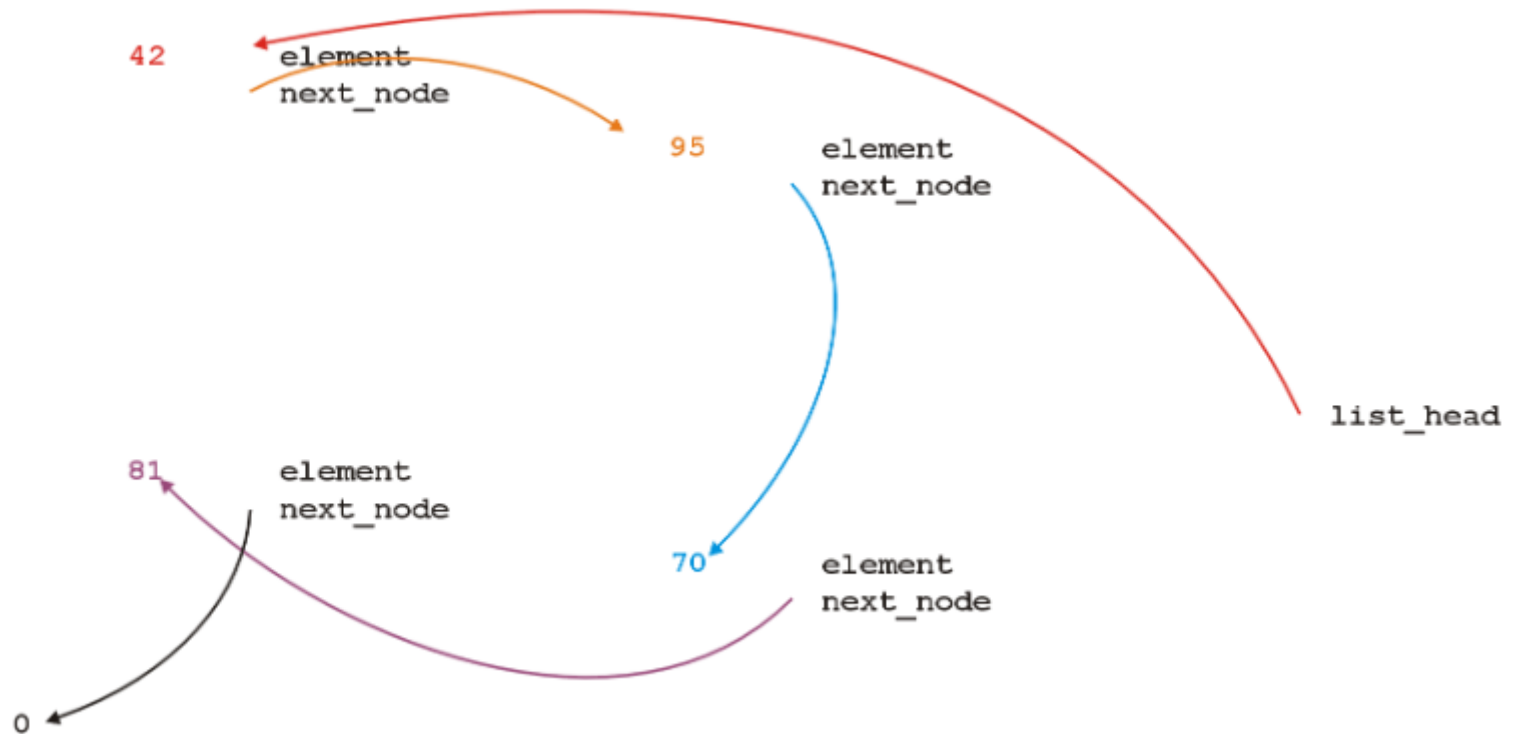 42 element
next_node
95 element
next_node
list_head
81 element
next_node
70 element
next_node
0